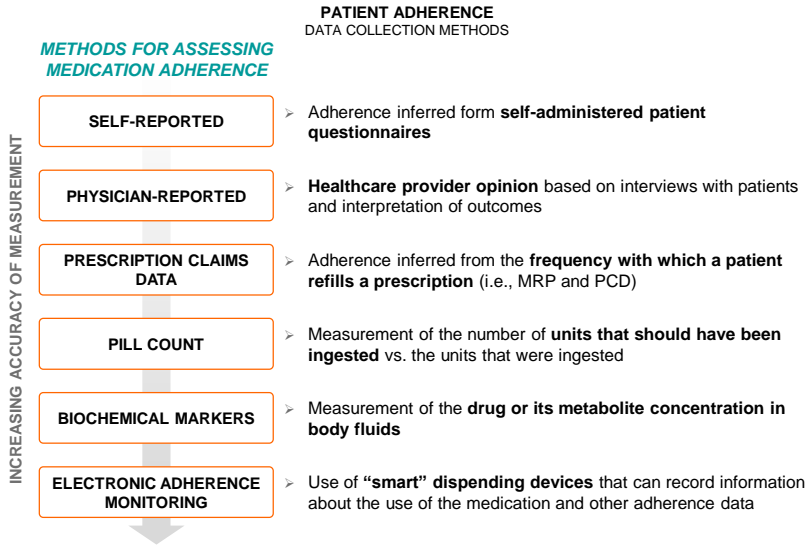 PATIENT ADHERENCE
DATA COLLECTION METHODS
METHODS FOR ASSESSING
MEDICATION ADHERENCE
INCREASING ACCURACY OF MEASUREMENT
SELF-REPORTED
Adherence inferred form self-administered patient
questionnaires
PHYSICIAN-REPORTED
Healthcare provider opinion based on interviews with patients
and interpretation of outcomes
PRESCRIPTION CLAIMS
DATA
Adherence inferred from the frequency with which a patient
refills a prescription (i.e., MRP and PCD)
PILL COUNT
Measurement of the number of units that should have been
ingested vs. the units that were ingested
BIOCHEMICAL MARKERS
Measurement of the drug or its metabolite concentration in
body fluids
ELECTRONIC ADHERENCE
MONITORING
Use of “smart” dispending devices that can record information
about the use of the medication and other adherence data